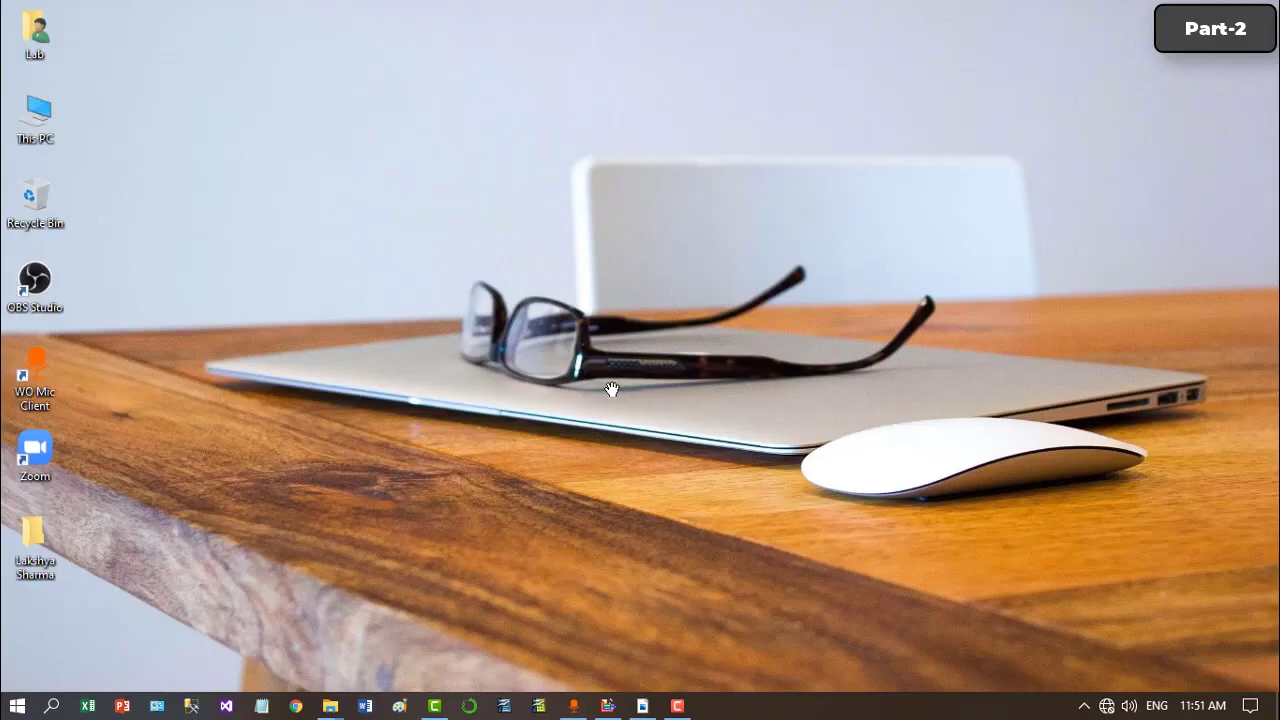 Part-2
Lab
This PC
Recycle Bin
OBS Studio
WO Mic
Client
Zoom
Lakshya
Sharma
ENG
11:51 AM